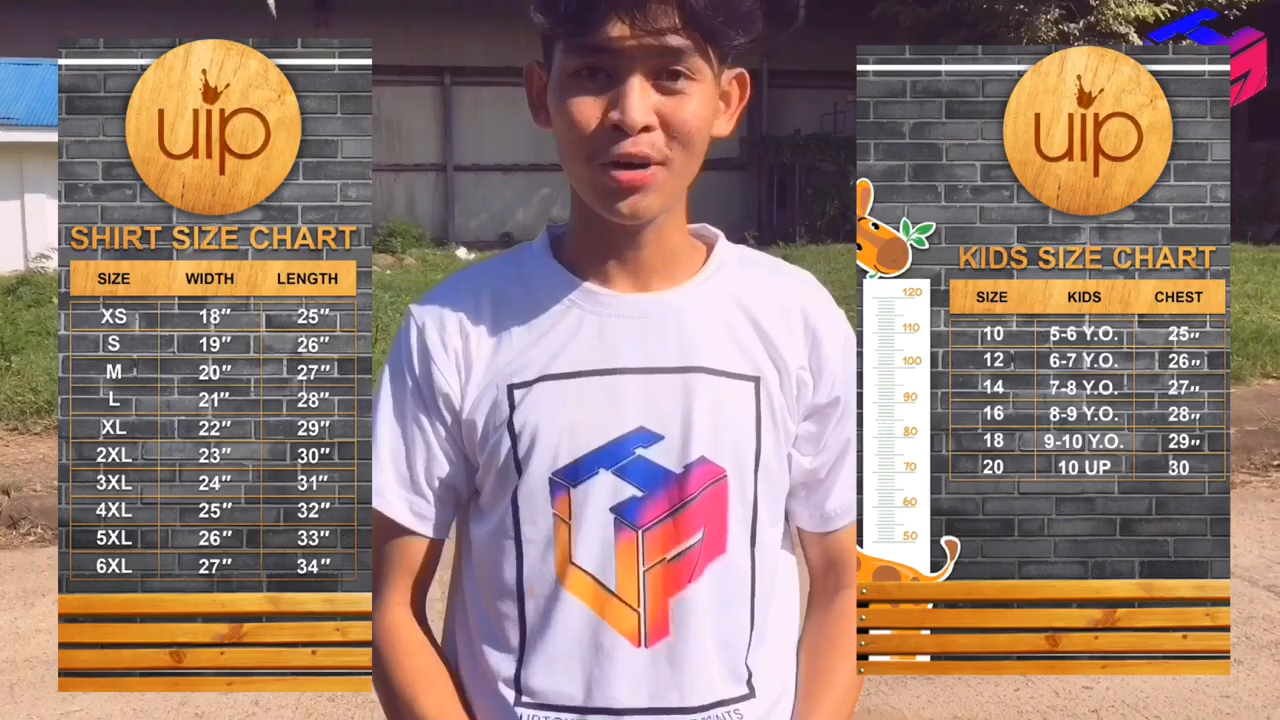 uip
SHIRT SIZE CHART
SIZE WIDTH LENGTH
XS 18" 25"
S 19" 26"
M 20" 27"
L 21" 28"
XL 22" 29"
2XL 23" 30"
3XL 24" 31"
4XL 25" 32"
5XL 26" 33"
6XL 27" 34"
uip
KIDS SIZE CHART
SIZE KIDS CHEST
10 5-6 Y.O. 25"
12 6-7 Y.O. 26"
14 7-8 Y.O. 27"
16 8-9 Y.O. 28"
18 9-10 Y.O. 29"
20 10 UP 30
120
110
100
90
80
70
60
50